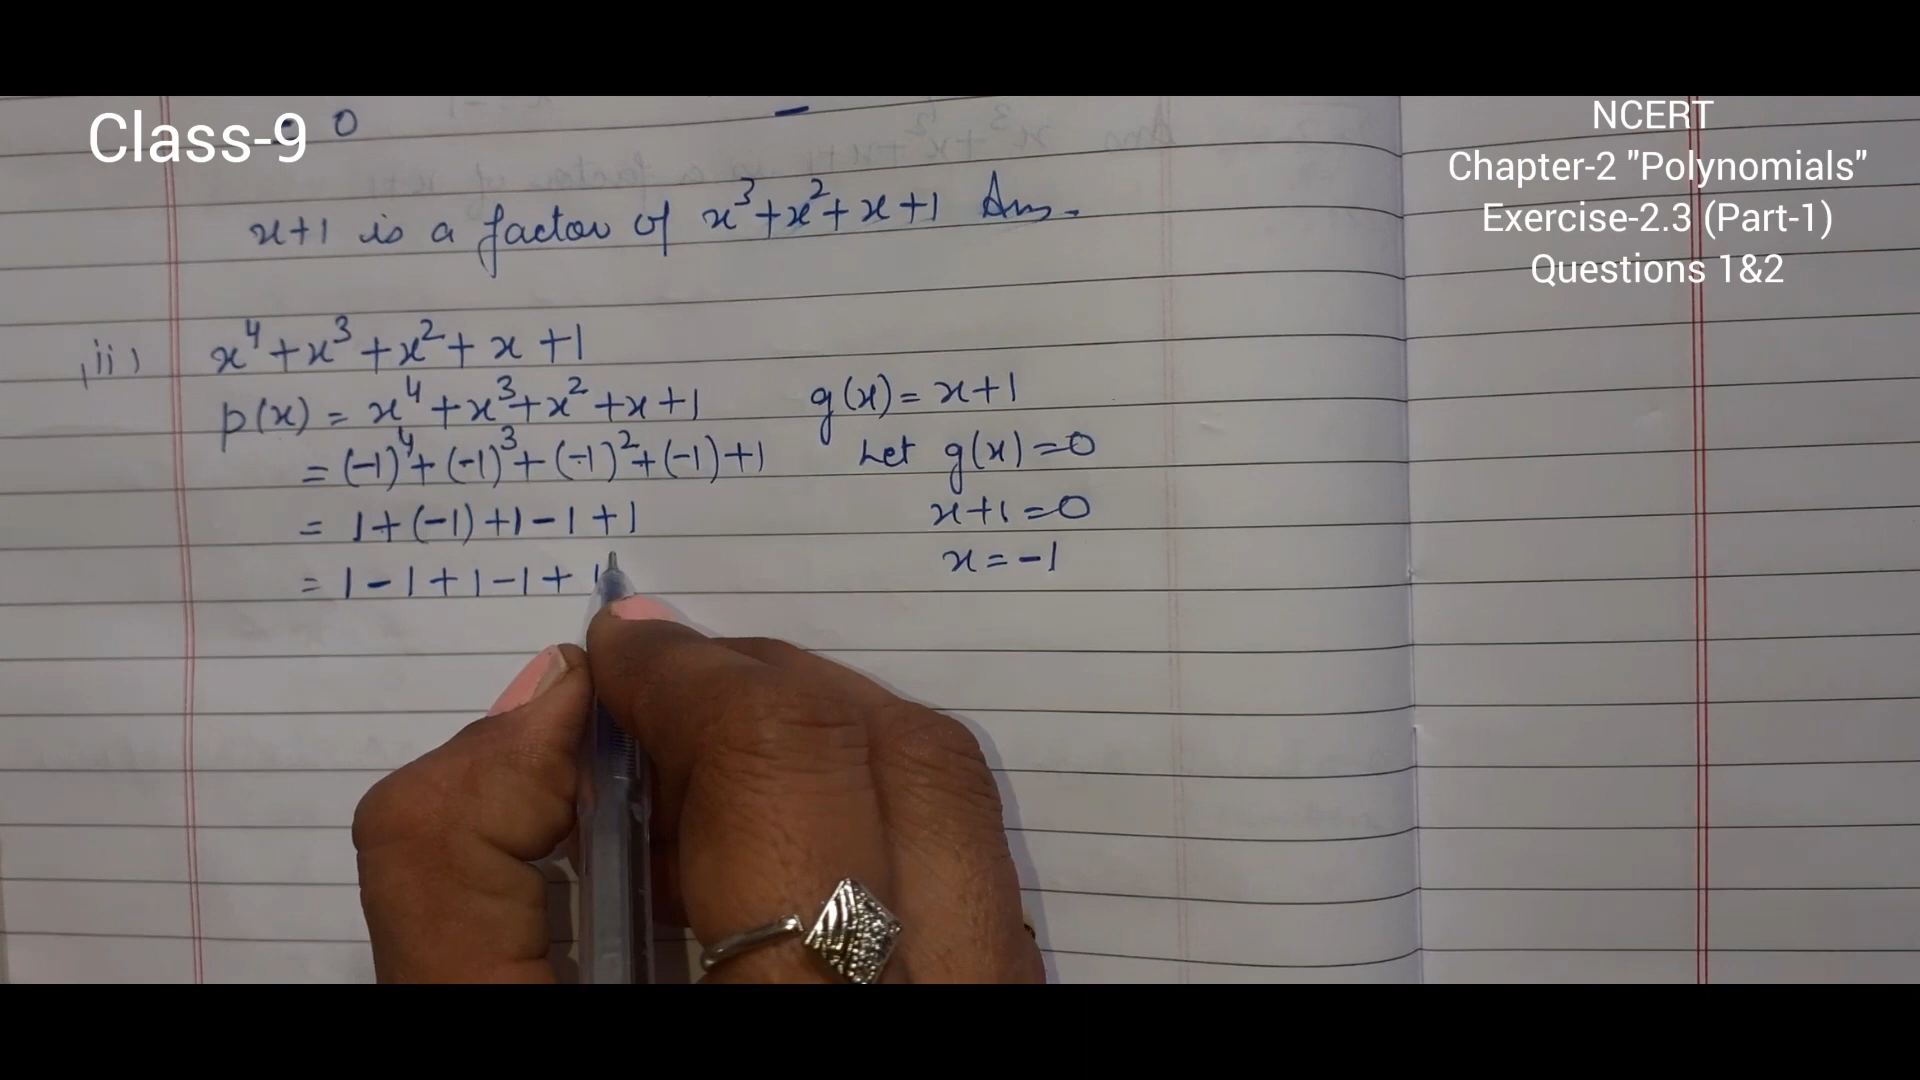 Class-9
NCERT
Chapter-2 "Polynomials"
Exercise-2.3 (Part-1)
Questions 1&2
0
x+1 is a factor of x³+x²+x+1 Ans.
ii) x⁴+x³+x²+x+1
p(x) = x⁴+x³+x²+x+1
= (-1)⁴+(-1)³+(-1)²+(-1)+1
= 1+(-1)+1-1+1
= 1-1+1-1+1
g(x) = x+1
Let g(x)=0
x+1=0
x=-1